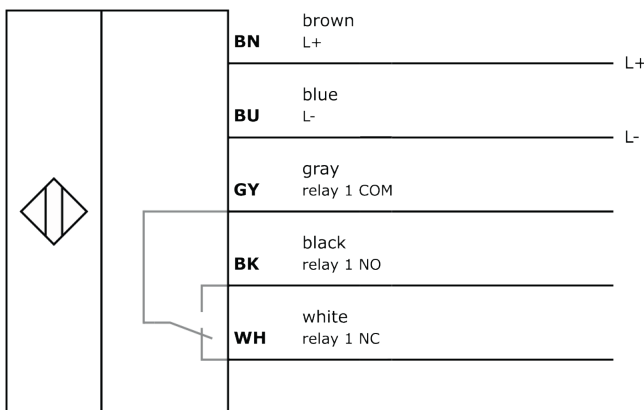 brown
BN L+
L+
blue
BU L-
L-
gray
GY relay 1 COM
black
BK relay 1 NO
white
WH relay 1 NC